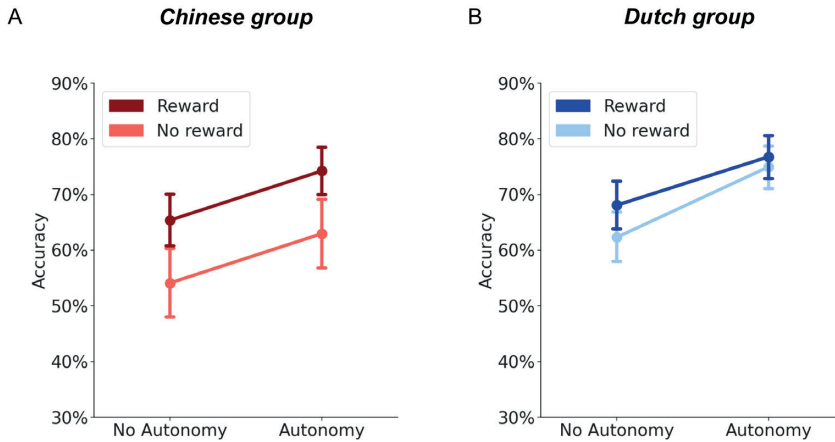 A
Chinese group
90%
80%
70%
60%
50%
40%
30%
Accuracy
Reward
No reward
No Autonomy
Autonomy
B
Dutch group
90%
80%
70%
60%
50%
40%
30%
Accuracy
Reward
No reward
No Autonomy
Autonomy